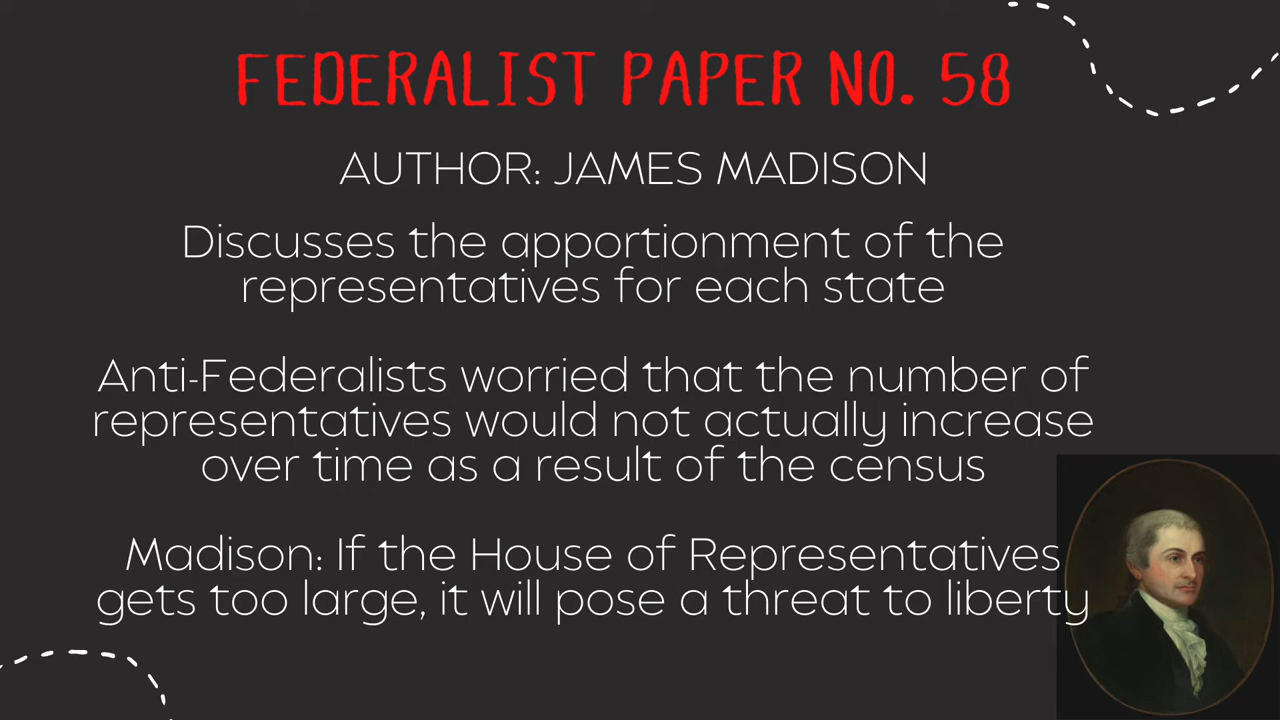 FEDERALIST PAPER NO. 58
AUTHOR: JAMES MADISON
Discusses the apportionment of the
representatives for each state
Anti-Federalists worried that the number of
representatives would not actually increase
over time as a result of the census
Madison: If the House of Representatives
gets too large, it will pose a threat to liberty